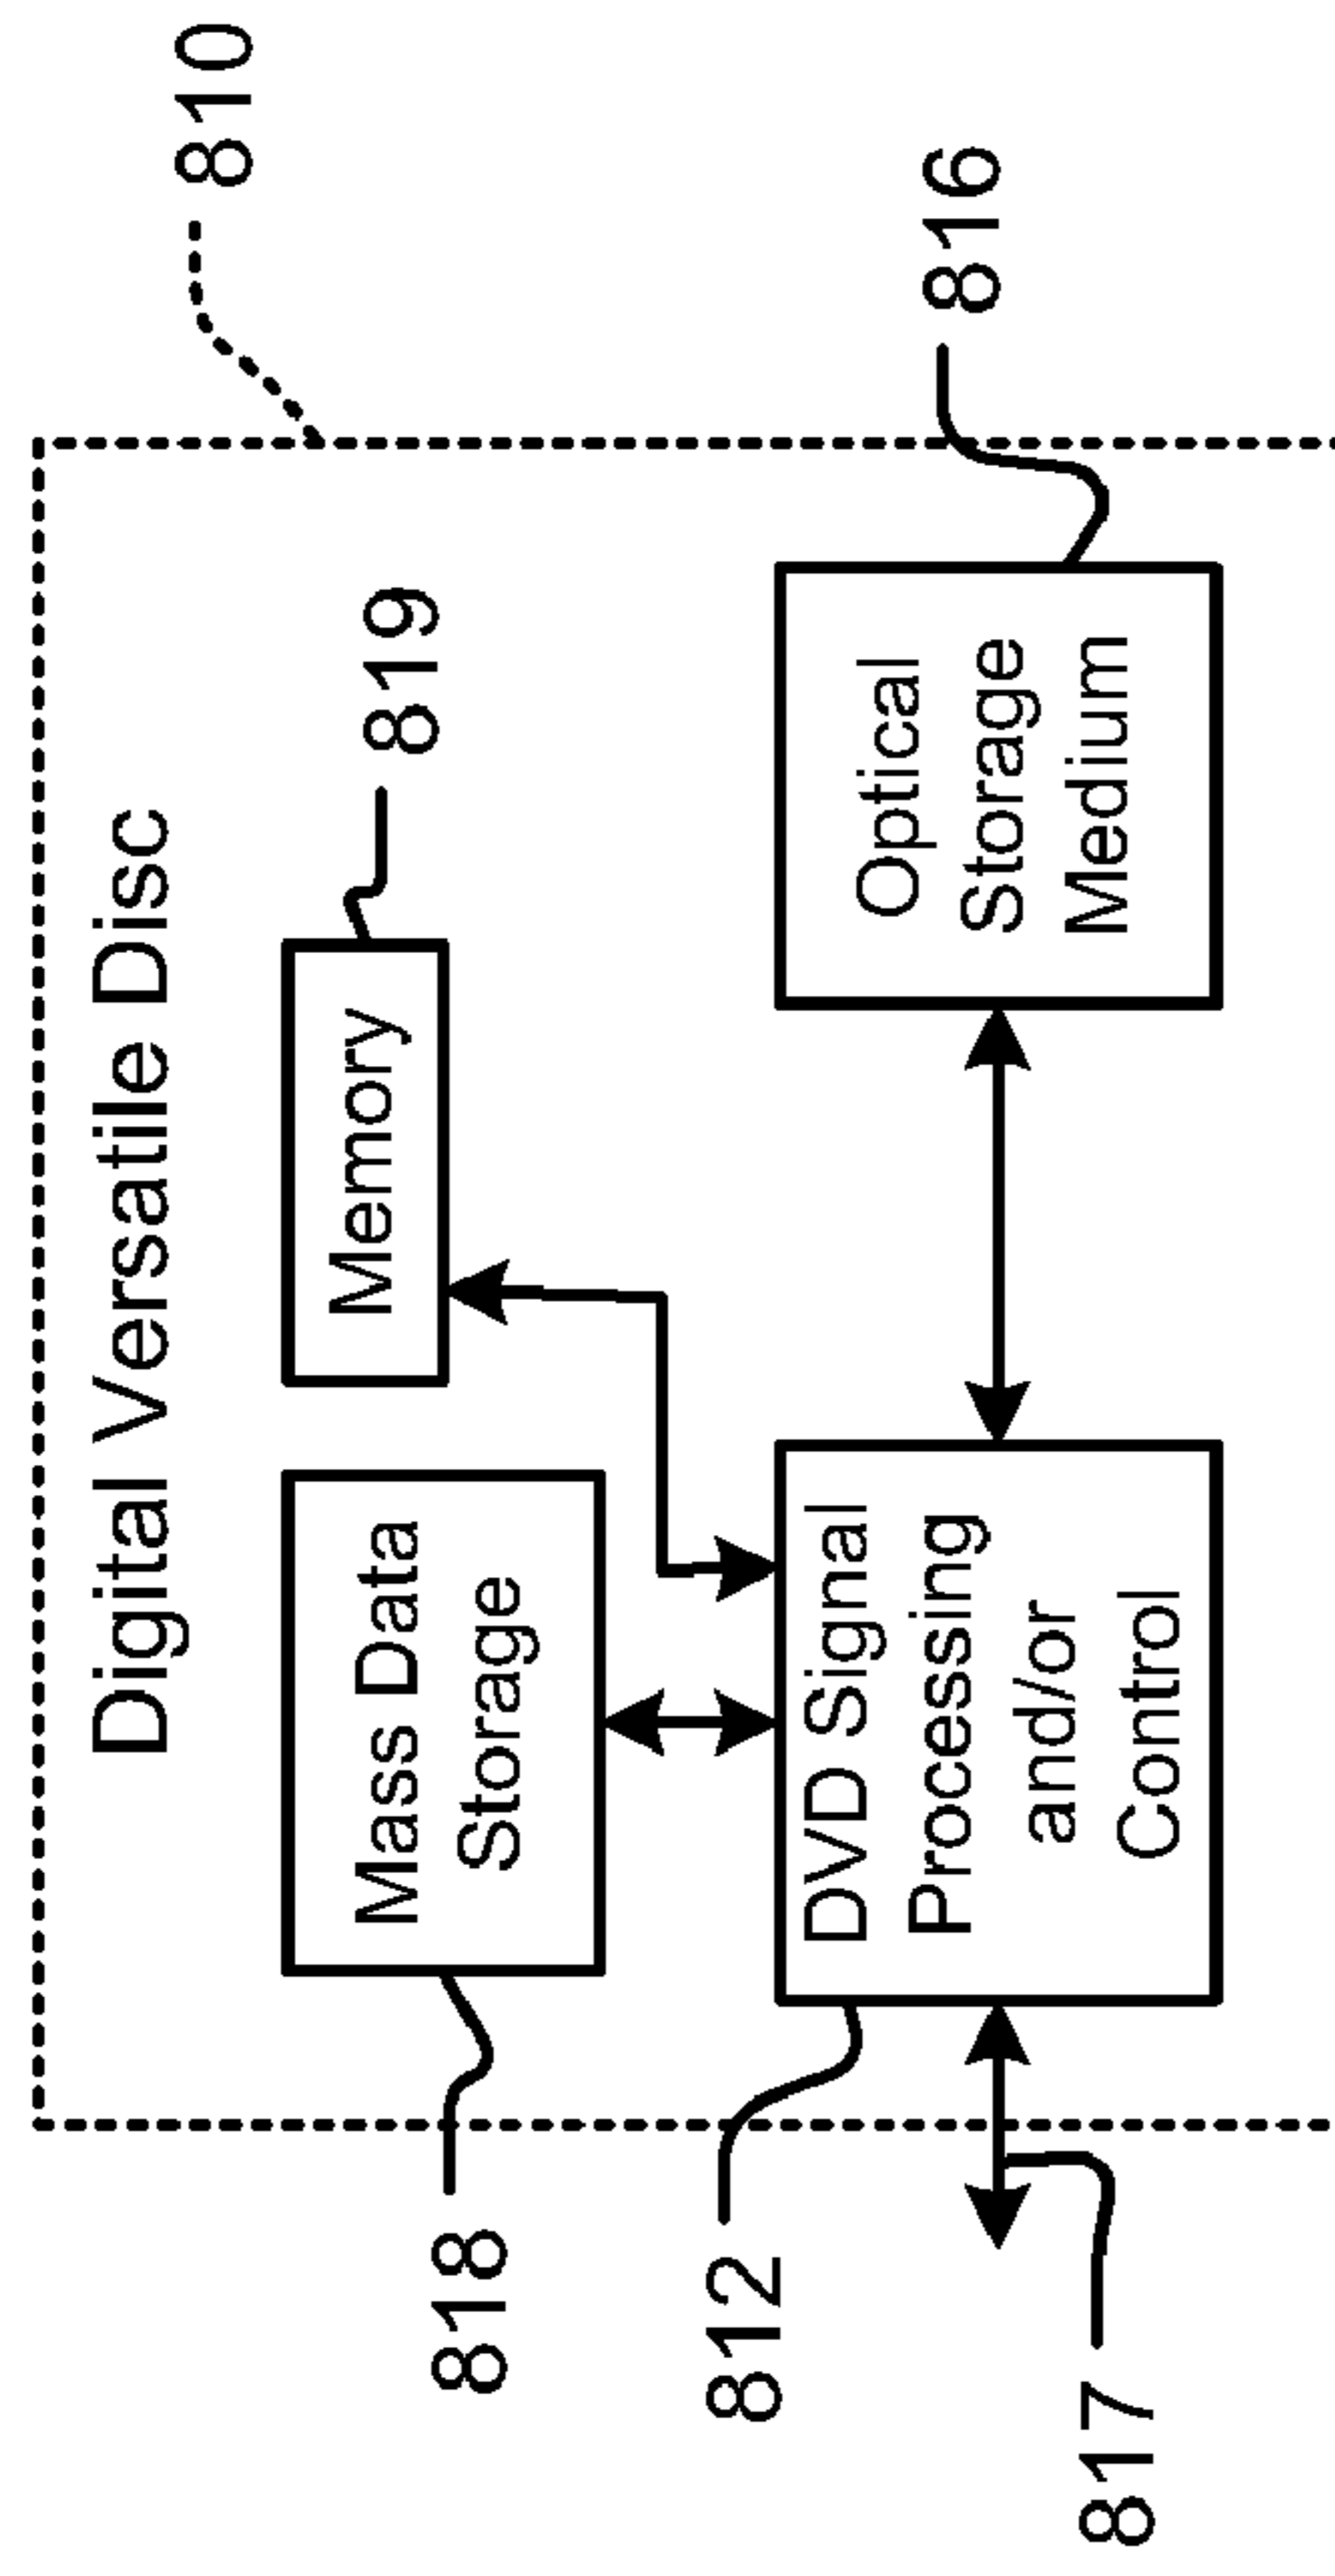 Digital Versatile Disc
810
818
Mass Data
Storage
Memory
819
812
DVD Signal
Processing
and/or
Control
Optical
Storage
Medium
816
817